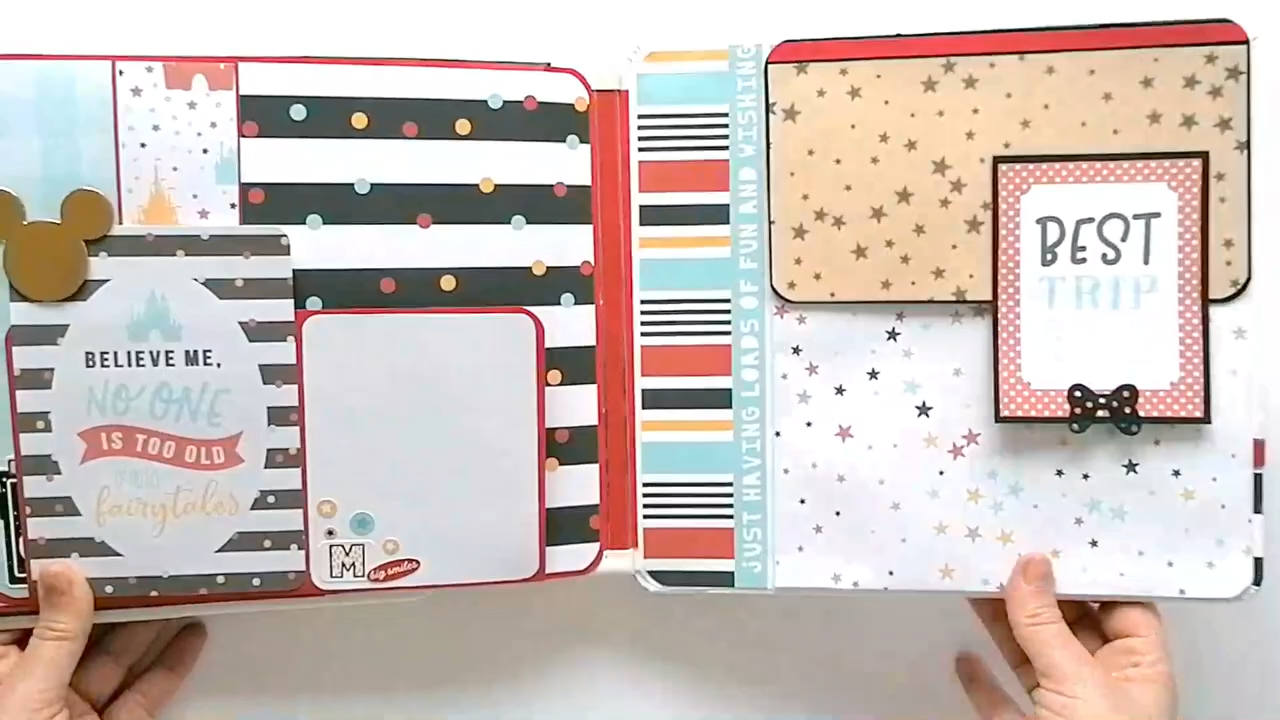 BELIEVE ME,
NO ONE
IS TOO OLD
fairytales
M
big smiles
JUST HAVING LOADS OF FUN AND WISHING
BEST
TRIP